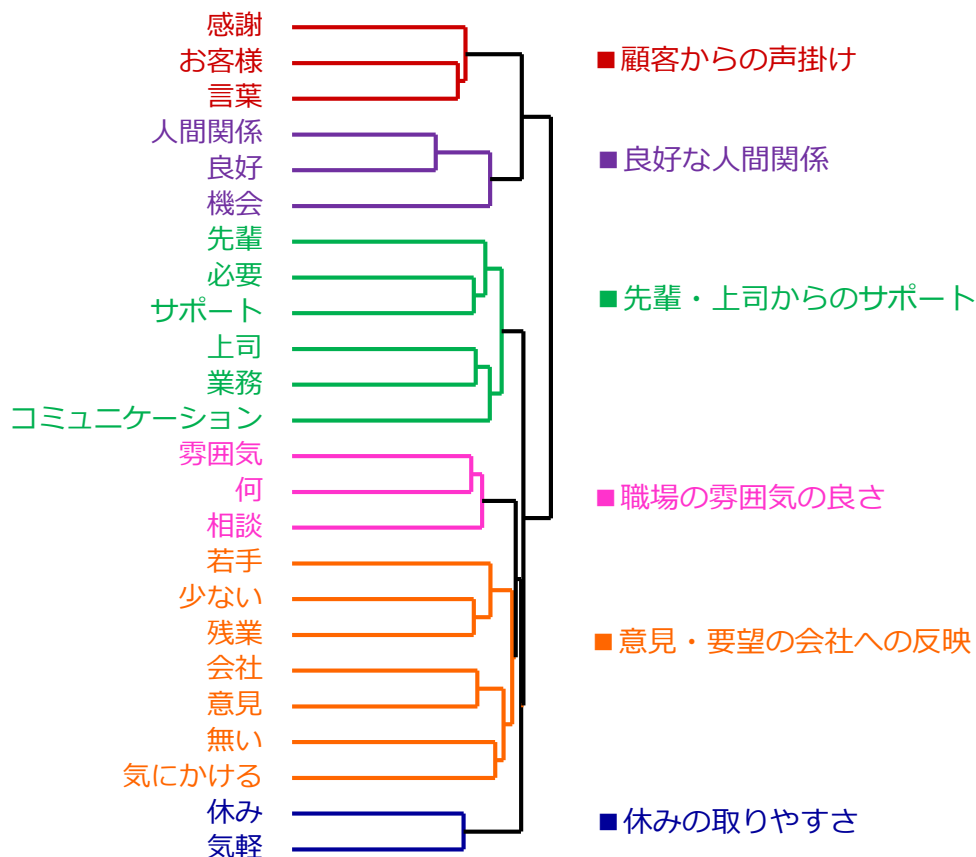 感謝
お客様
言葉
人間関係
良好
機会
先輩
必要
サポート
上司
業務
コミュニケーション
雰囲気
何
相談
若手
少ない
残業
会社
意見
無い
気にかける
休み
気軽
■顧客からの声掛け
■良好な人間関係
■先輩・上司からのサポート
■職場の雰囲気の良さ
■意見・要望の会社への反映
■休みの取りやすさ